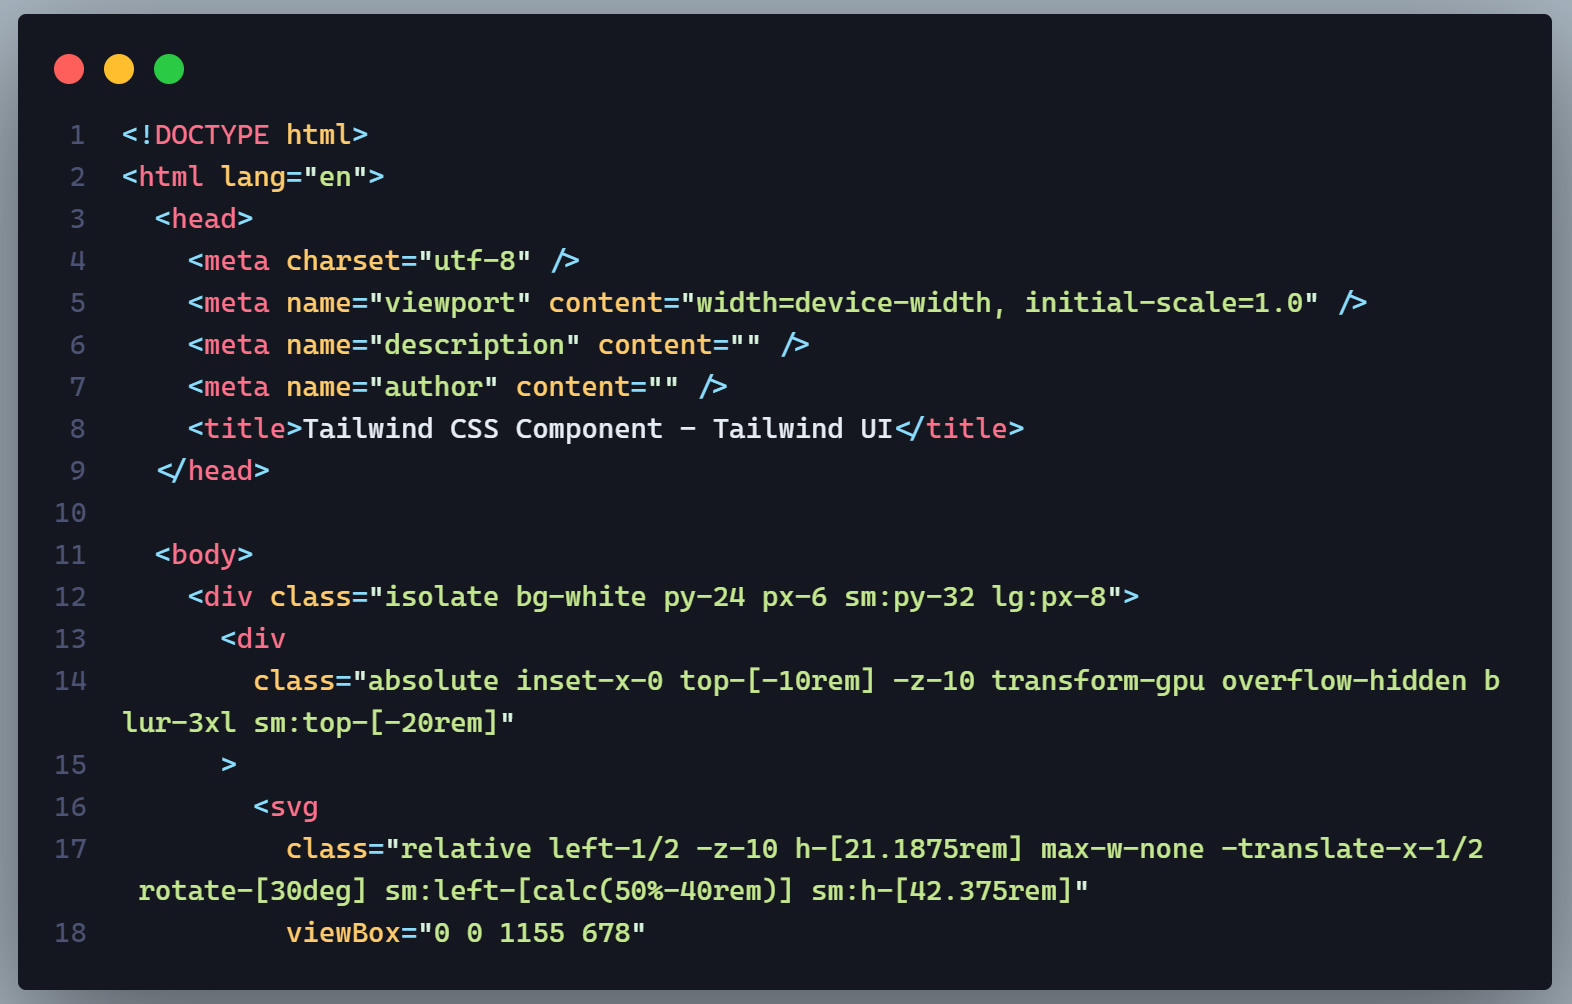 1 <!DOCTYPE html>
2 <html lang="en">
3   <head>
4     <meta charset="utf-8" />
5     <meta name="viewport" content="width=device-width, initial-scale=1.0" />
6     <meta name="description" content="" />
7     <meta name="author" content="" />
8     <title>Tailwind CSS Component - Tailwind UI</title>
9   </head>
10
11   <body>
12     <div class="isolate bg-white py-24 px-6 sm:py-32 lg:px-8">
13       <div
14         class="absolute inset-x-0 top-[-10rem] -z-10 transform-gpu overflow-hidden b
lur-3xl sm:top-[-20rem]"
15       >
16         <svg
17           class="relative left-1/2 -z-10 h-[21.1875rem] max-w-none -translate-x-1/2
 rotate-[30deg] sm:left-[calc(50%-40rem)] sm:h-[42.375rem]"
18           viewBox="0 0 1155 678"